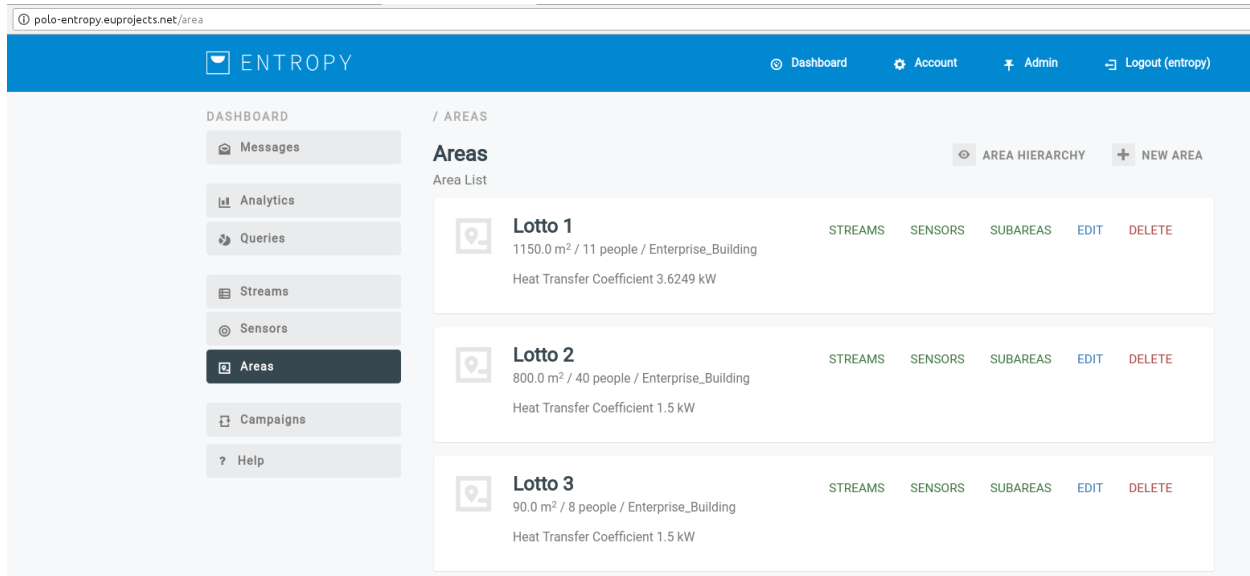 polo-entropy.euprojects.net/area
ENTROPY
Dashboard
Account
Admin
Logout (entropy)
DASHBOARD
Messages
Analytics
Queries
Streams
Sensors
Areas
Campaigns
? Help
/ AREAS
Areas
Area List
AREA HIERARCHY
NEW AREA
Lotto 1
1150.0 m² / 11 people / Enterprise_Building
Heat Transfer Coefficient 3.6249 kW
STREAMS SENSORS SUBAREAS EDIT DELETE
Lotto 2
800.0 m² / 40 people / Enterprise_Building
Heat Transfer Coefficient 1.5 kW
STREAMS SENSORS SUBAREAS EDIT DELETE
Lotto 3
90.0 m² / 8 people / Enterprise_Building
Heat Transfer Coefficient 1.5 kW
STREAMS SENSORS SUBAREAS EDIT DELETE